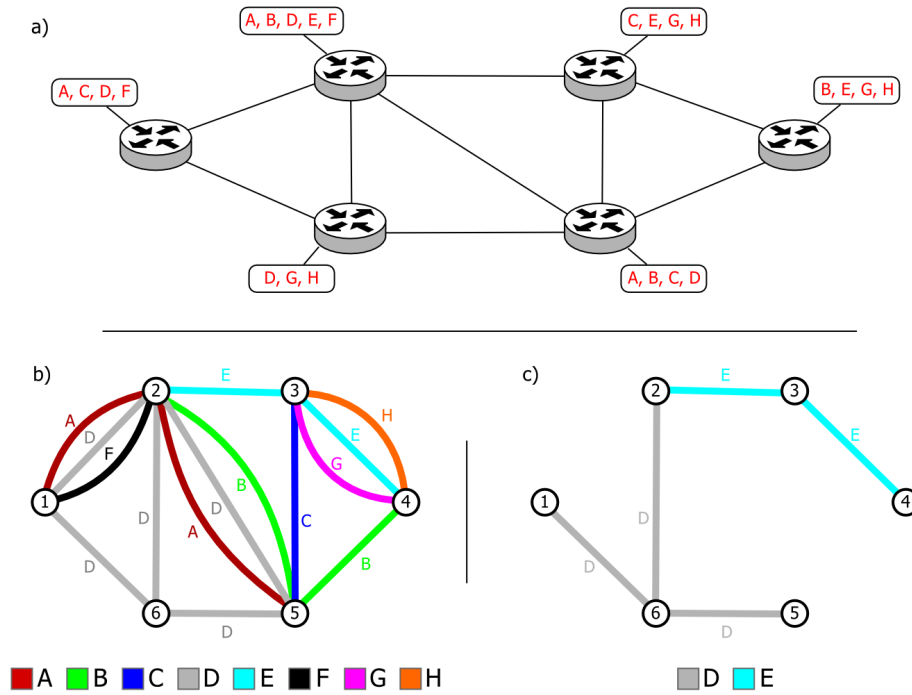 a)
A, B, D, E, F
C, E, G, H
A, C, D, F
B, E, G, H
D, G, H
A, B, C, D
b)
E
2
3
A
D
F
H
E
G
B
D
1
4
D
A
C
B
D
6
5
D
A B C D E F G H
c)
E
2
3
E
1
4
D
D
6
5
D
D E